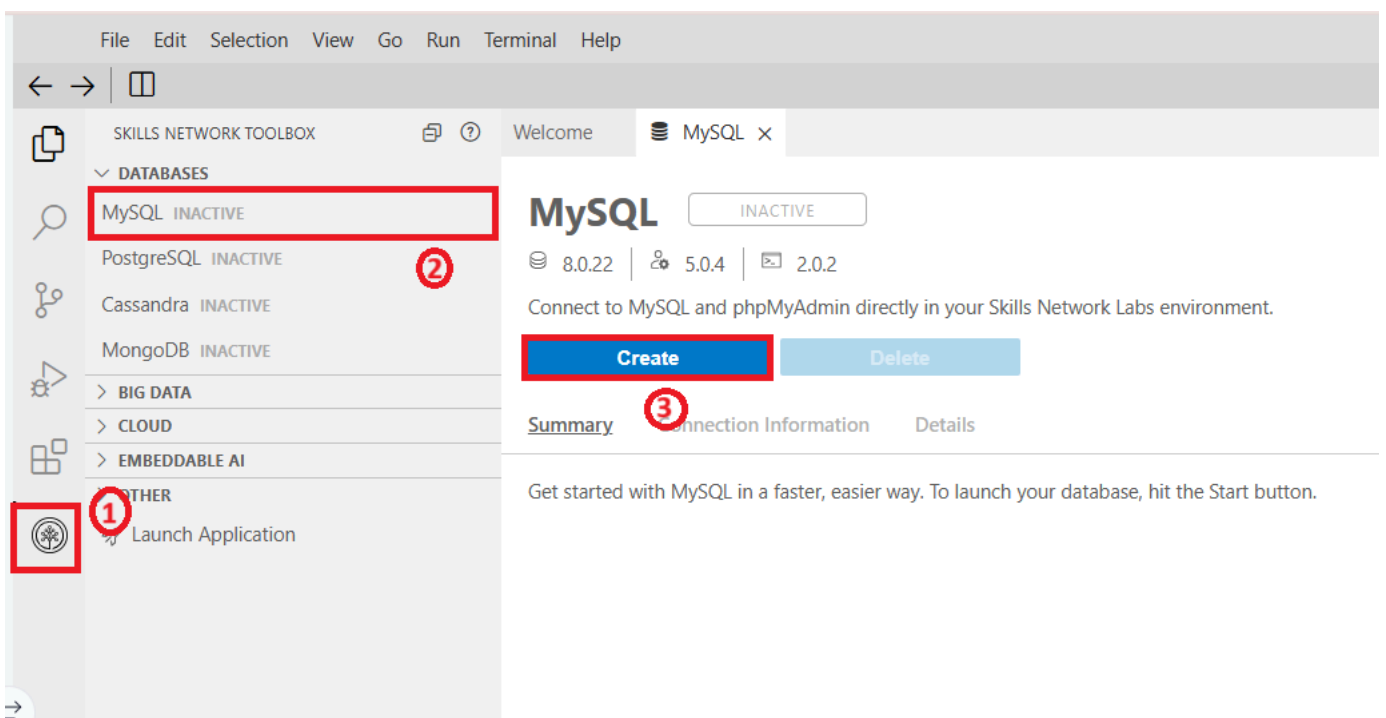 File Edit Selection View Go Run Terminal Help
SKILLS NETWORK TOOLBOX
Welcome MySQL
DATABASES
MySQL INACTIVE
PostgreSQL INACTIVE
Cassandra INACTIVE
MongoDB INACTIVE
BIG DATA
CLOUD
EMBEDDABLE AI
OTHER
Launch Application
1
2
MySQL INACTIVE
8.0.22 5.0.4 2.0.2
Connect to MySQL and phpMyAdmin directly in your Skills Network Labs environment.
Create Delete
3
Summary Connection Information Details
Get started with MySQL in a faster, easier way. To launch your database, hit the Start button.